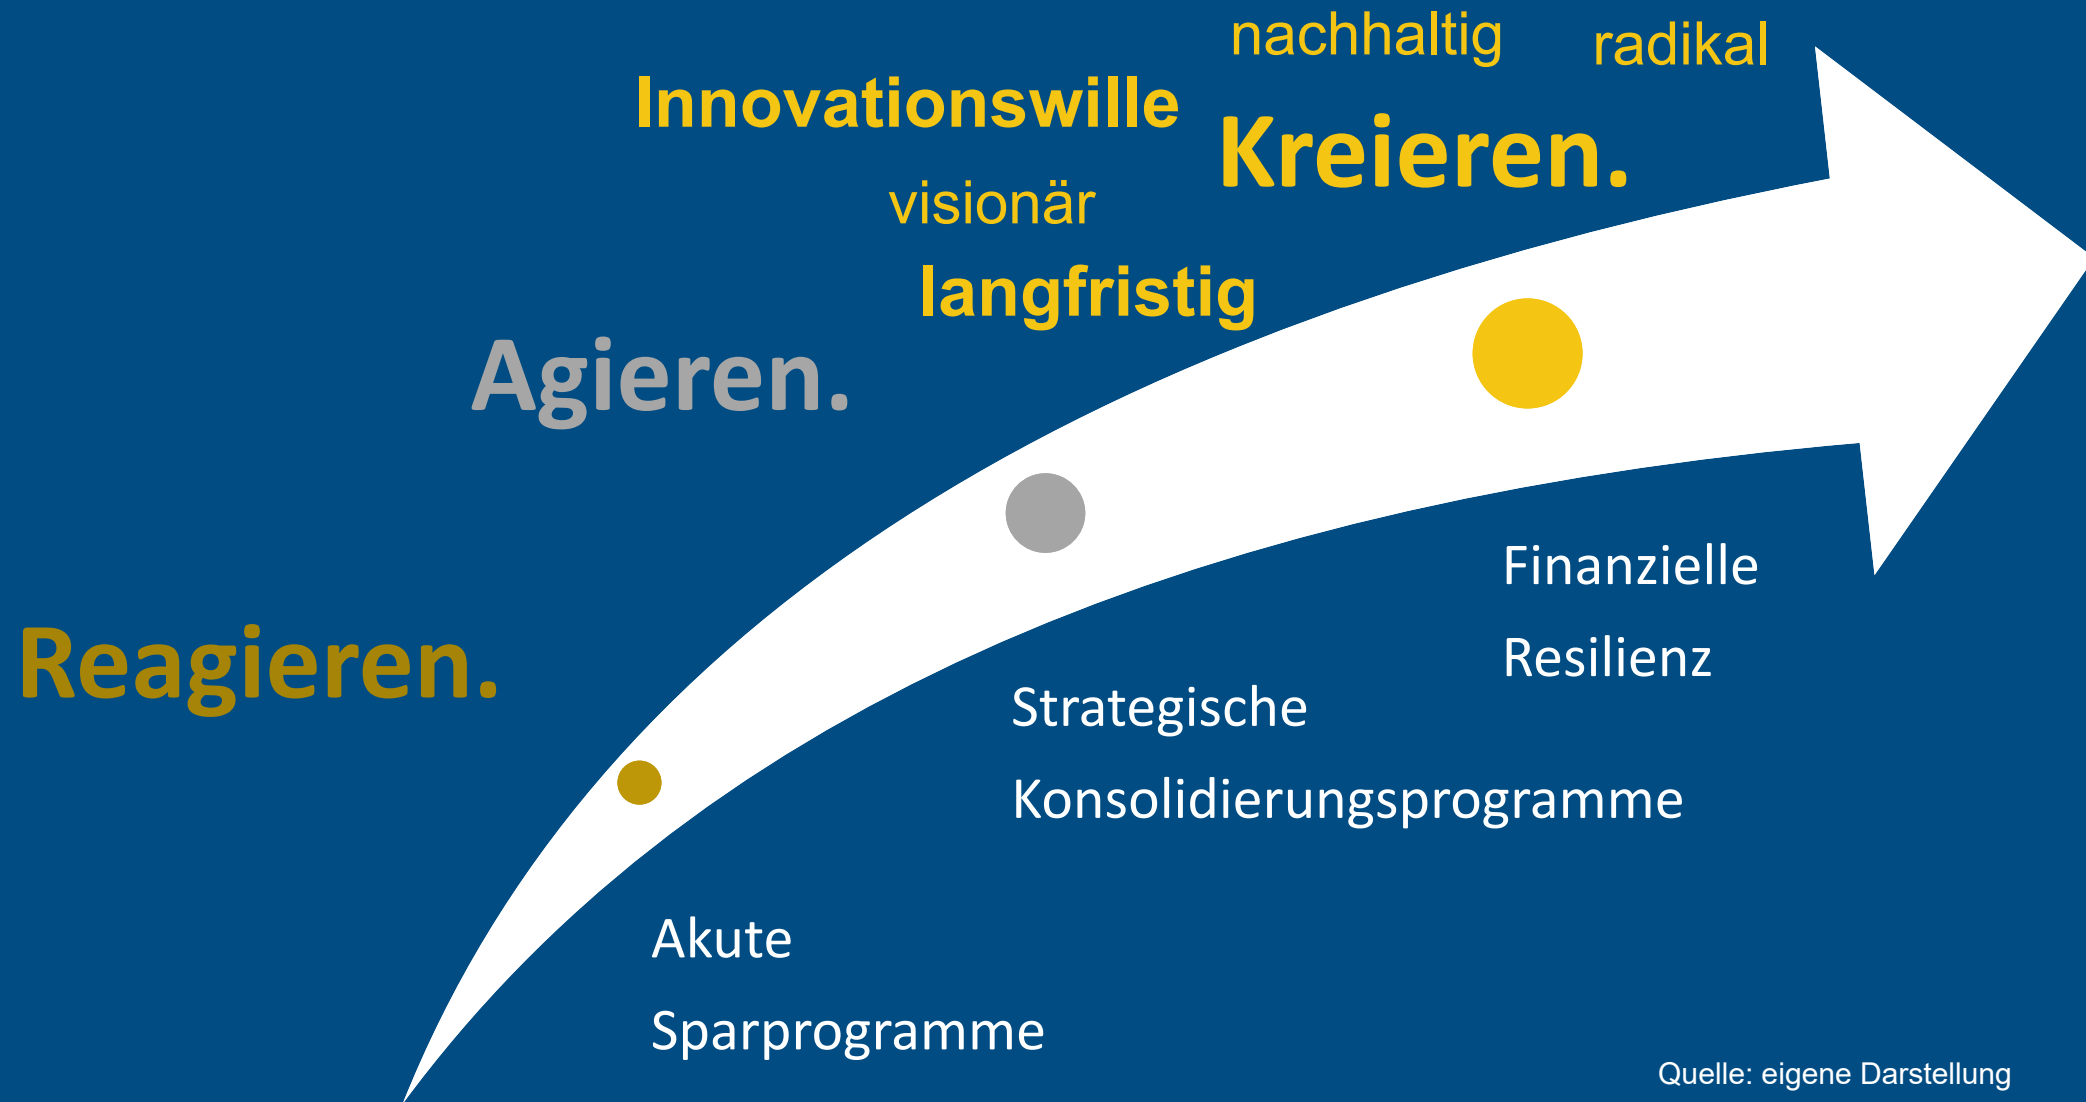 nachhaltig
radikal
Innovationswille
Kreieren.
visionär
langfristig
Agieren.
Reagieren.
Finanzielle
Resilienz
Strategische
Konsolidierungsprogramme
Akute
Sparprogramme
Quelle: eigene Darstellung